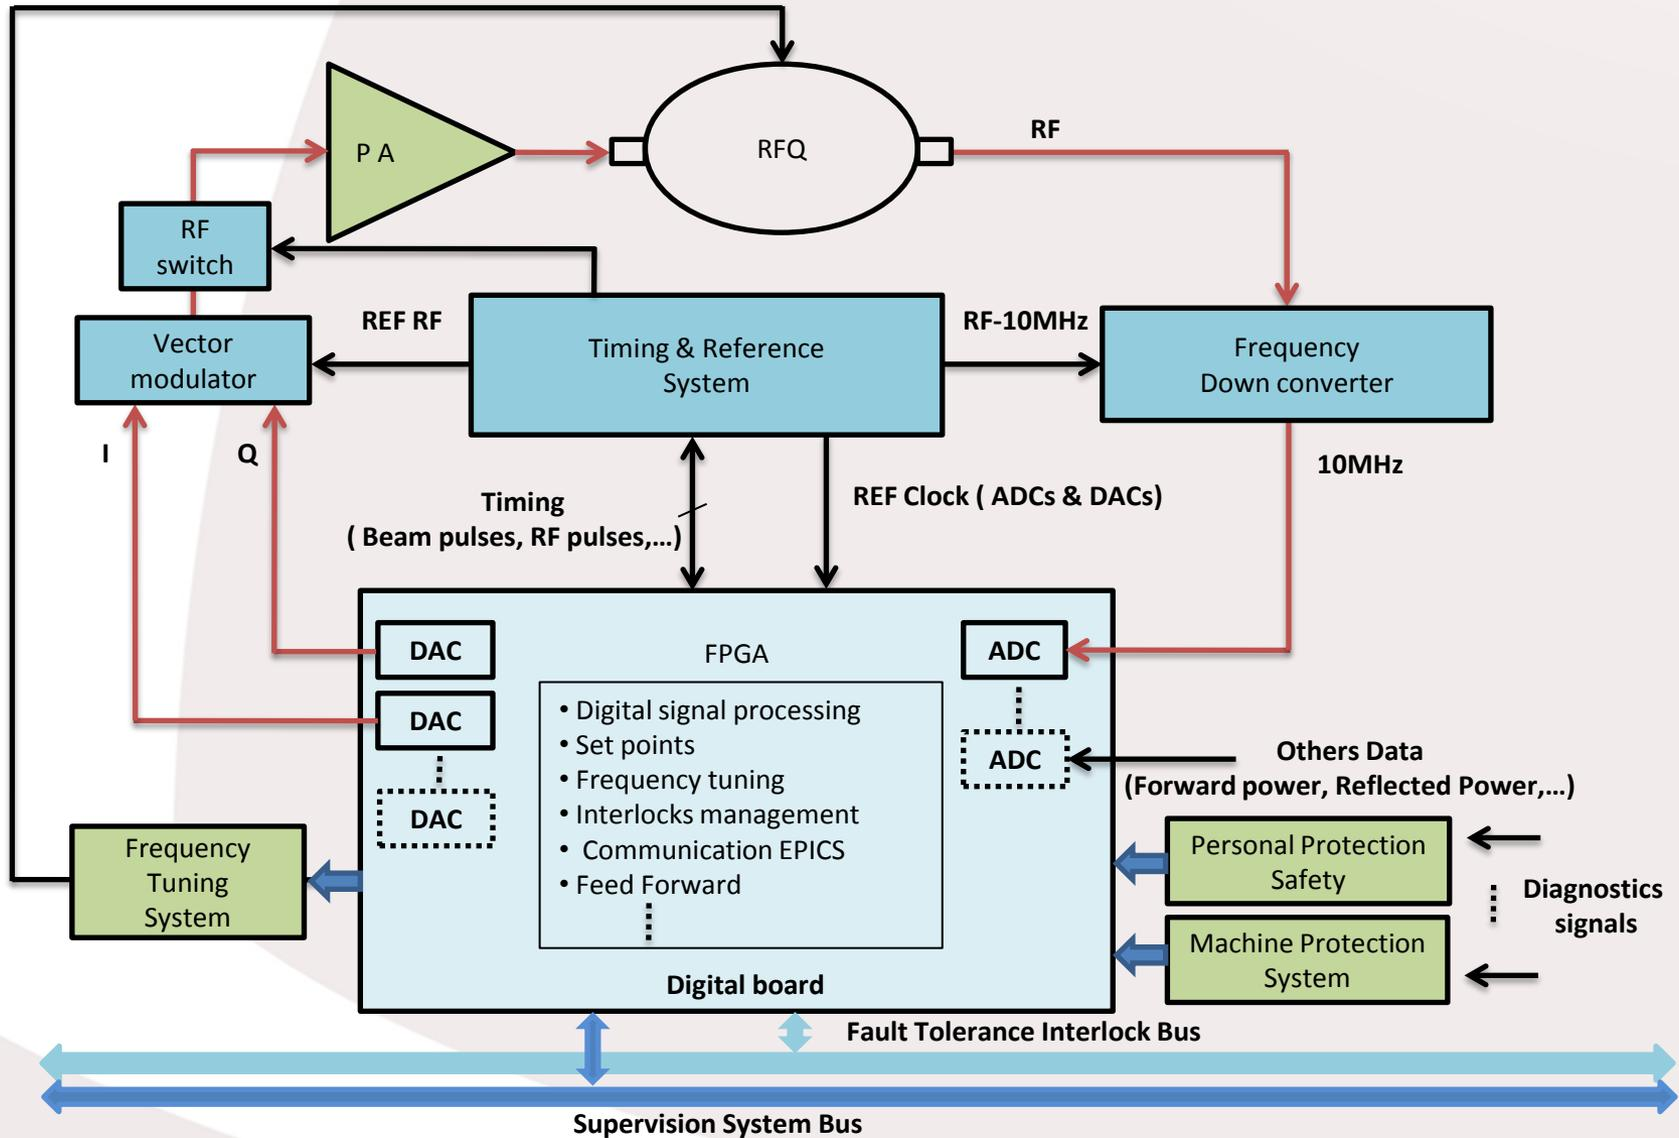 RF
P A
RFQ
RF
switch
REF RF
RF-10MHz
Vector
modulator
Timing & Reference
System
Frequency
Down converter
I
Q
10MHz
Timing
( Beam pulses, RF pulses,...)
REF Clock ( ADCs & DACs)
DAC
FPGA
ADC
DAC
• Digital signal processing
• Set points
• Frequency tuning
• Interlocks management
• Communication EPICS
• Feed Forward
ADC
Others Data
(Forward power, Reflected Power,...)
DAC
Frequency
Tuning
System
Personal Protection
Safety
Diagnostics
signals
Machine Protection
System
Digital board
Fault Tolerance Interlock Bus
Supervision System Bus